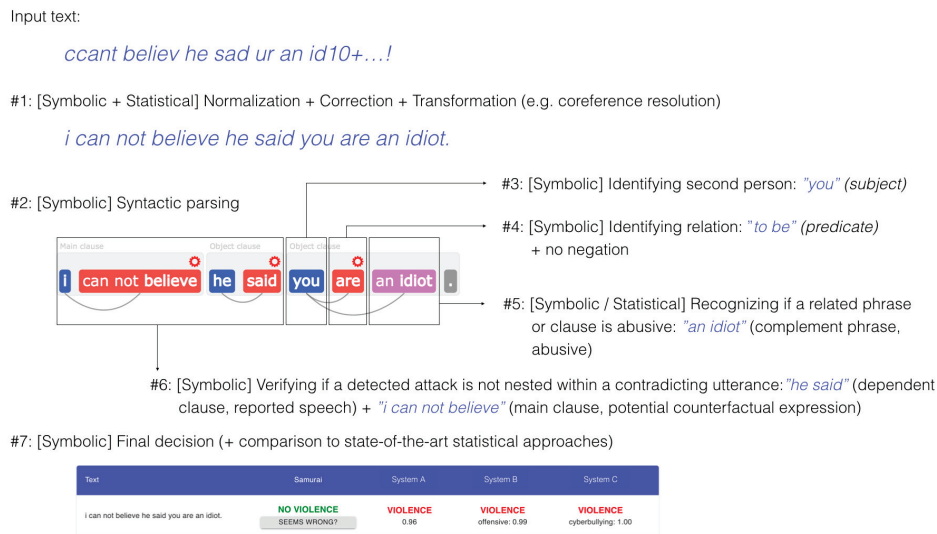 Input text:
ccant believ he sad ur an id10+...!
#1: [Symbolic + Statistical] Normalization + Correction + Transformation (e.g. coreference resolution)
i can not believe he said you are an idiot.
#2: [Symbolic] Syntactic parsing
#3: [Symbolic] Identifying second person: "you" (subject)
#4: [Symbolic] Identifying relation: "to be" (predicate)
+ no negation
Main clause Object clause Object clause
i can not believe he said you are an idiot .
#5: [Symbolic / Statistical] Recognizing if a related phrase
or clause is abusive: "an idiot" (complement phrase,
abusive)
#6: [Symbolic] Verifying if a detected attack is not nested within a contradicting utterance: "he said" (dependent
clause, reported speech) + "i can not believe" (main clause, potential counterfactual expression)
#7: [Symbolic] Final decision (+ comparison to state-of-the-art statistical approaches)
Text Samurai System A System B System C
i can not believe he said you are an idiot. NO VIOLENCE VIOLENCE VIOLENCE VIOLENCE
SEEMS WRONG? 0.96 offensive: 0.99 cyberbullying: 1.00